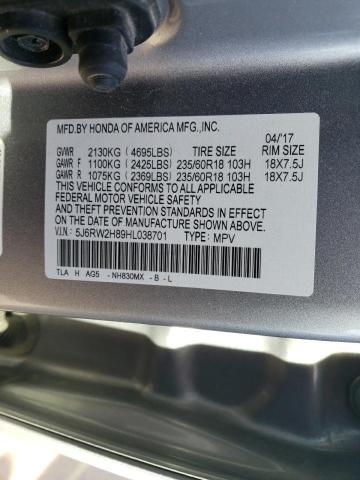 MFD.BY HONDA OF AMERICA MFG.,INC.
04/'17
GVWR 2130KG ( 4695LBS) TIRE SIZE RIM SIZE
GAWR F 1100KG ( 2425LBS) 235/60R18 103H 18X7.5J
GAWR R 1075KG ( 2369LBS) 235/60R18 103H 18X7.5J
THIS VEHICLE CONFORMS TO ALL APPLICABLE
FEDERAL MOTOR VEHICLE SAFETY
AND THEFT PREVENTION STANDARDS IN EFFECT
ON THE DATE OF MANUFACTURE SHOWN ABOVE.
V.I.N.: 5J6RW2H89HL038701 TYPE: MPV
TLA H AG5 -NH830MX -B -L